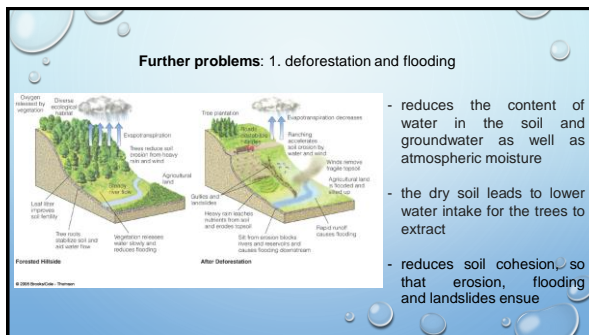 Further problems: 1. deforestation and flooding
Oxygen
released by
vegetation
Diverse
ecological
habitat
Evapotranspiration
Trees reduce soil
erosion from heavy
rain and wind
Steady
river flow
Agricultural
land
Leaf litter
improves
soil fertility
Tree roots
stabilize soil and
aid water flow
Vegetation releases
water slowly and
reduces flooding
Forested Hillside
Tree plantation
Roads
destabilize
hillsides
Evapotranspiration decreases
Ranching
accelerates
soil erosion by
water and wind
Winds remove
fragile topsoil
Agricultural land
is flooded and
silted up
Gullies and
landslides
Heavy rain leaches
nutrients from soil
and erodes topsoil
Silt from erosion blocks
rivers and reservoirs and
causes flooding downstream
Rapid runoff
causes flooding
After Deforestation
© 2005 Brooks/Cole - Thomson
- reduces the content of
water in the soil and
groundwater as well as
atmospheric moisture
- the dry soil leads to lower
water intake for the trees to
extract
- reduces soil cohesion, so
that erosion, flooding
and landslides ensue